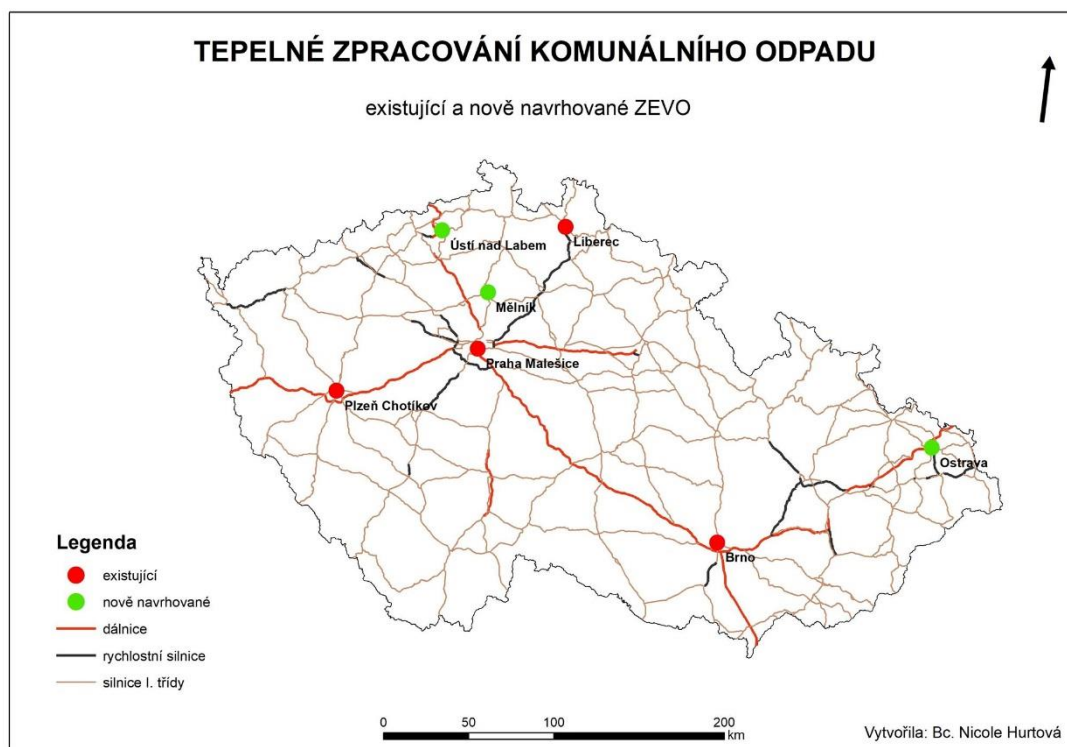 TEPELNÉ ZPRACOVÁNÍ KOMUNÁLNÍHO ODPADU
existující a nově navrhované ZEVO
Ústí nad Labem
Liberec
Mělník
Praha Malešice
Plzeň Chotíkov
Ostrava
Brno
Legenda
existující
nově navrhované
dálnice
rychlostní silnice
silnice I. třídy
0 50 100 200
km
Vytvořila: Bc. Nicole Hurtová